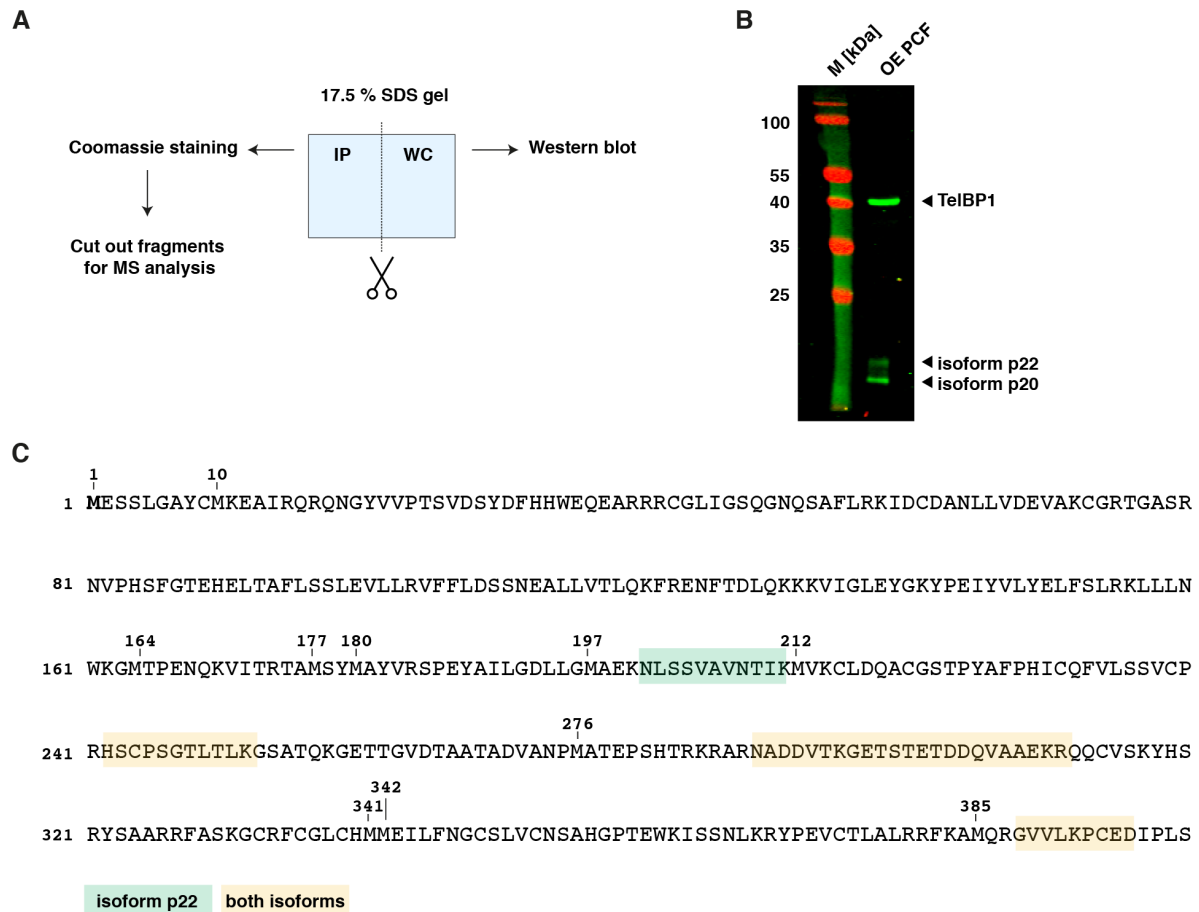 A
17.5 % SDS gel
Coomassie staining
IP
WC
Western blot
Cut out fragments
for MS analysis
B
M [kDa]
OE PCF
100
55
40
35
25
TelBP1
isoform p22
isoform p20
C
1 10
1 MESSLGAYCMKEAIRQRQNGYVVPTSVDSYDFHHWEQEARRRCGLIGSQGNQSAFLRKIDCDANLLVDEVAKCGRTGASR
81 NVPHSFGTEHELTAFLSSLEVLLRVFFLDSSNEALLVTLQKFRENFTDLQKKKVIGLEYGKYPEIYVLYELFSLRKLLLN
164 177 180 197 212
161 WKGMTPENQKVITRTAMSYMAYVRSPEYAILGDLLGMAEKNLSSVAVNTIKMVKCLDQACGSTPYAFPHICQFVLSSVCP
276
241 RHSCPSGTLTLKGSATQKGETTGVDTAATADVANPMATEPSHTRKRARNADDVTKGETSTETDDQVAAEKRQQCVSKYHS
342
341 385
321 RYSAARRFASKGCRFCGLCHMMEILFNGCSLVCNSAHGPTEWKISSNLKRYPEVCTLALRRFKAMQRGVVLKPCEDIPLS
isoform p22 both isoforms